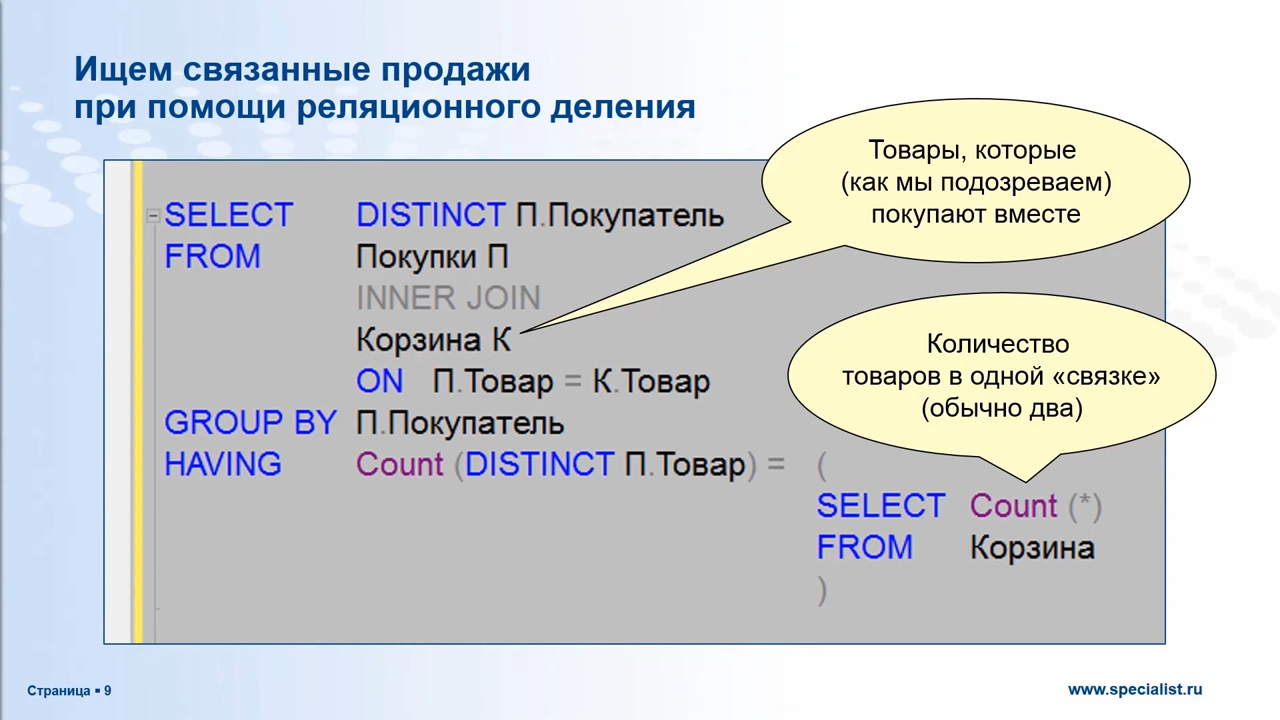 Ищем связанные продажи
при помощи реляционного деления
Товары, которые
(как мы подозреваем)
покупают вместе
SELECT DISTINCT П.Покупатель
FROM Покупки П
INNER JOIN
Корзина К
ON П.Товар = К.Товар
GROUP BY П.Покупатель
HAVING Count (DISTINCT П.Товар) = (
SELECT Count (*)
FROM Корзина
)
Количество
товаров в одной «связке»
(обычно два)
Страница ▪ 9
www.specialist.ru